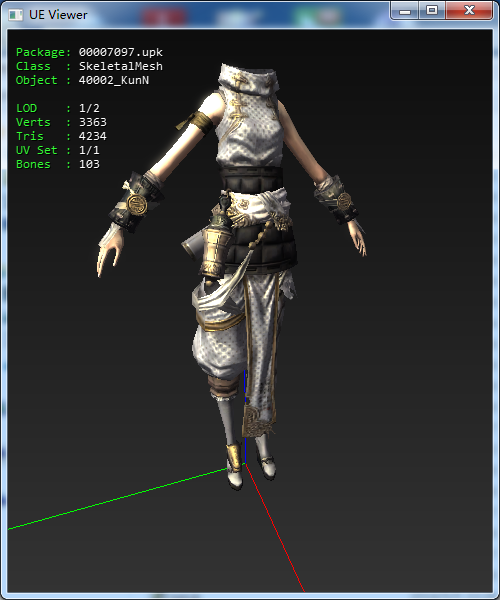 UE Viewer
Package: 00007097.upk
Class : SkeletalMesh
Object : 40002_KunN
LOD : 1/2
Verts : 3363
Tris : 4234
UV Set : 1/1
Bones : 103